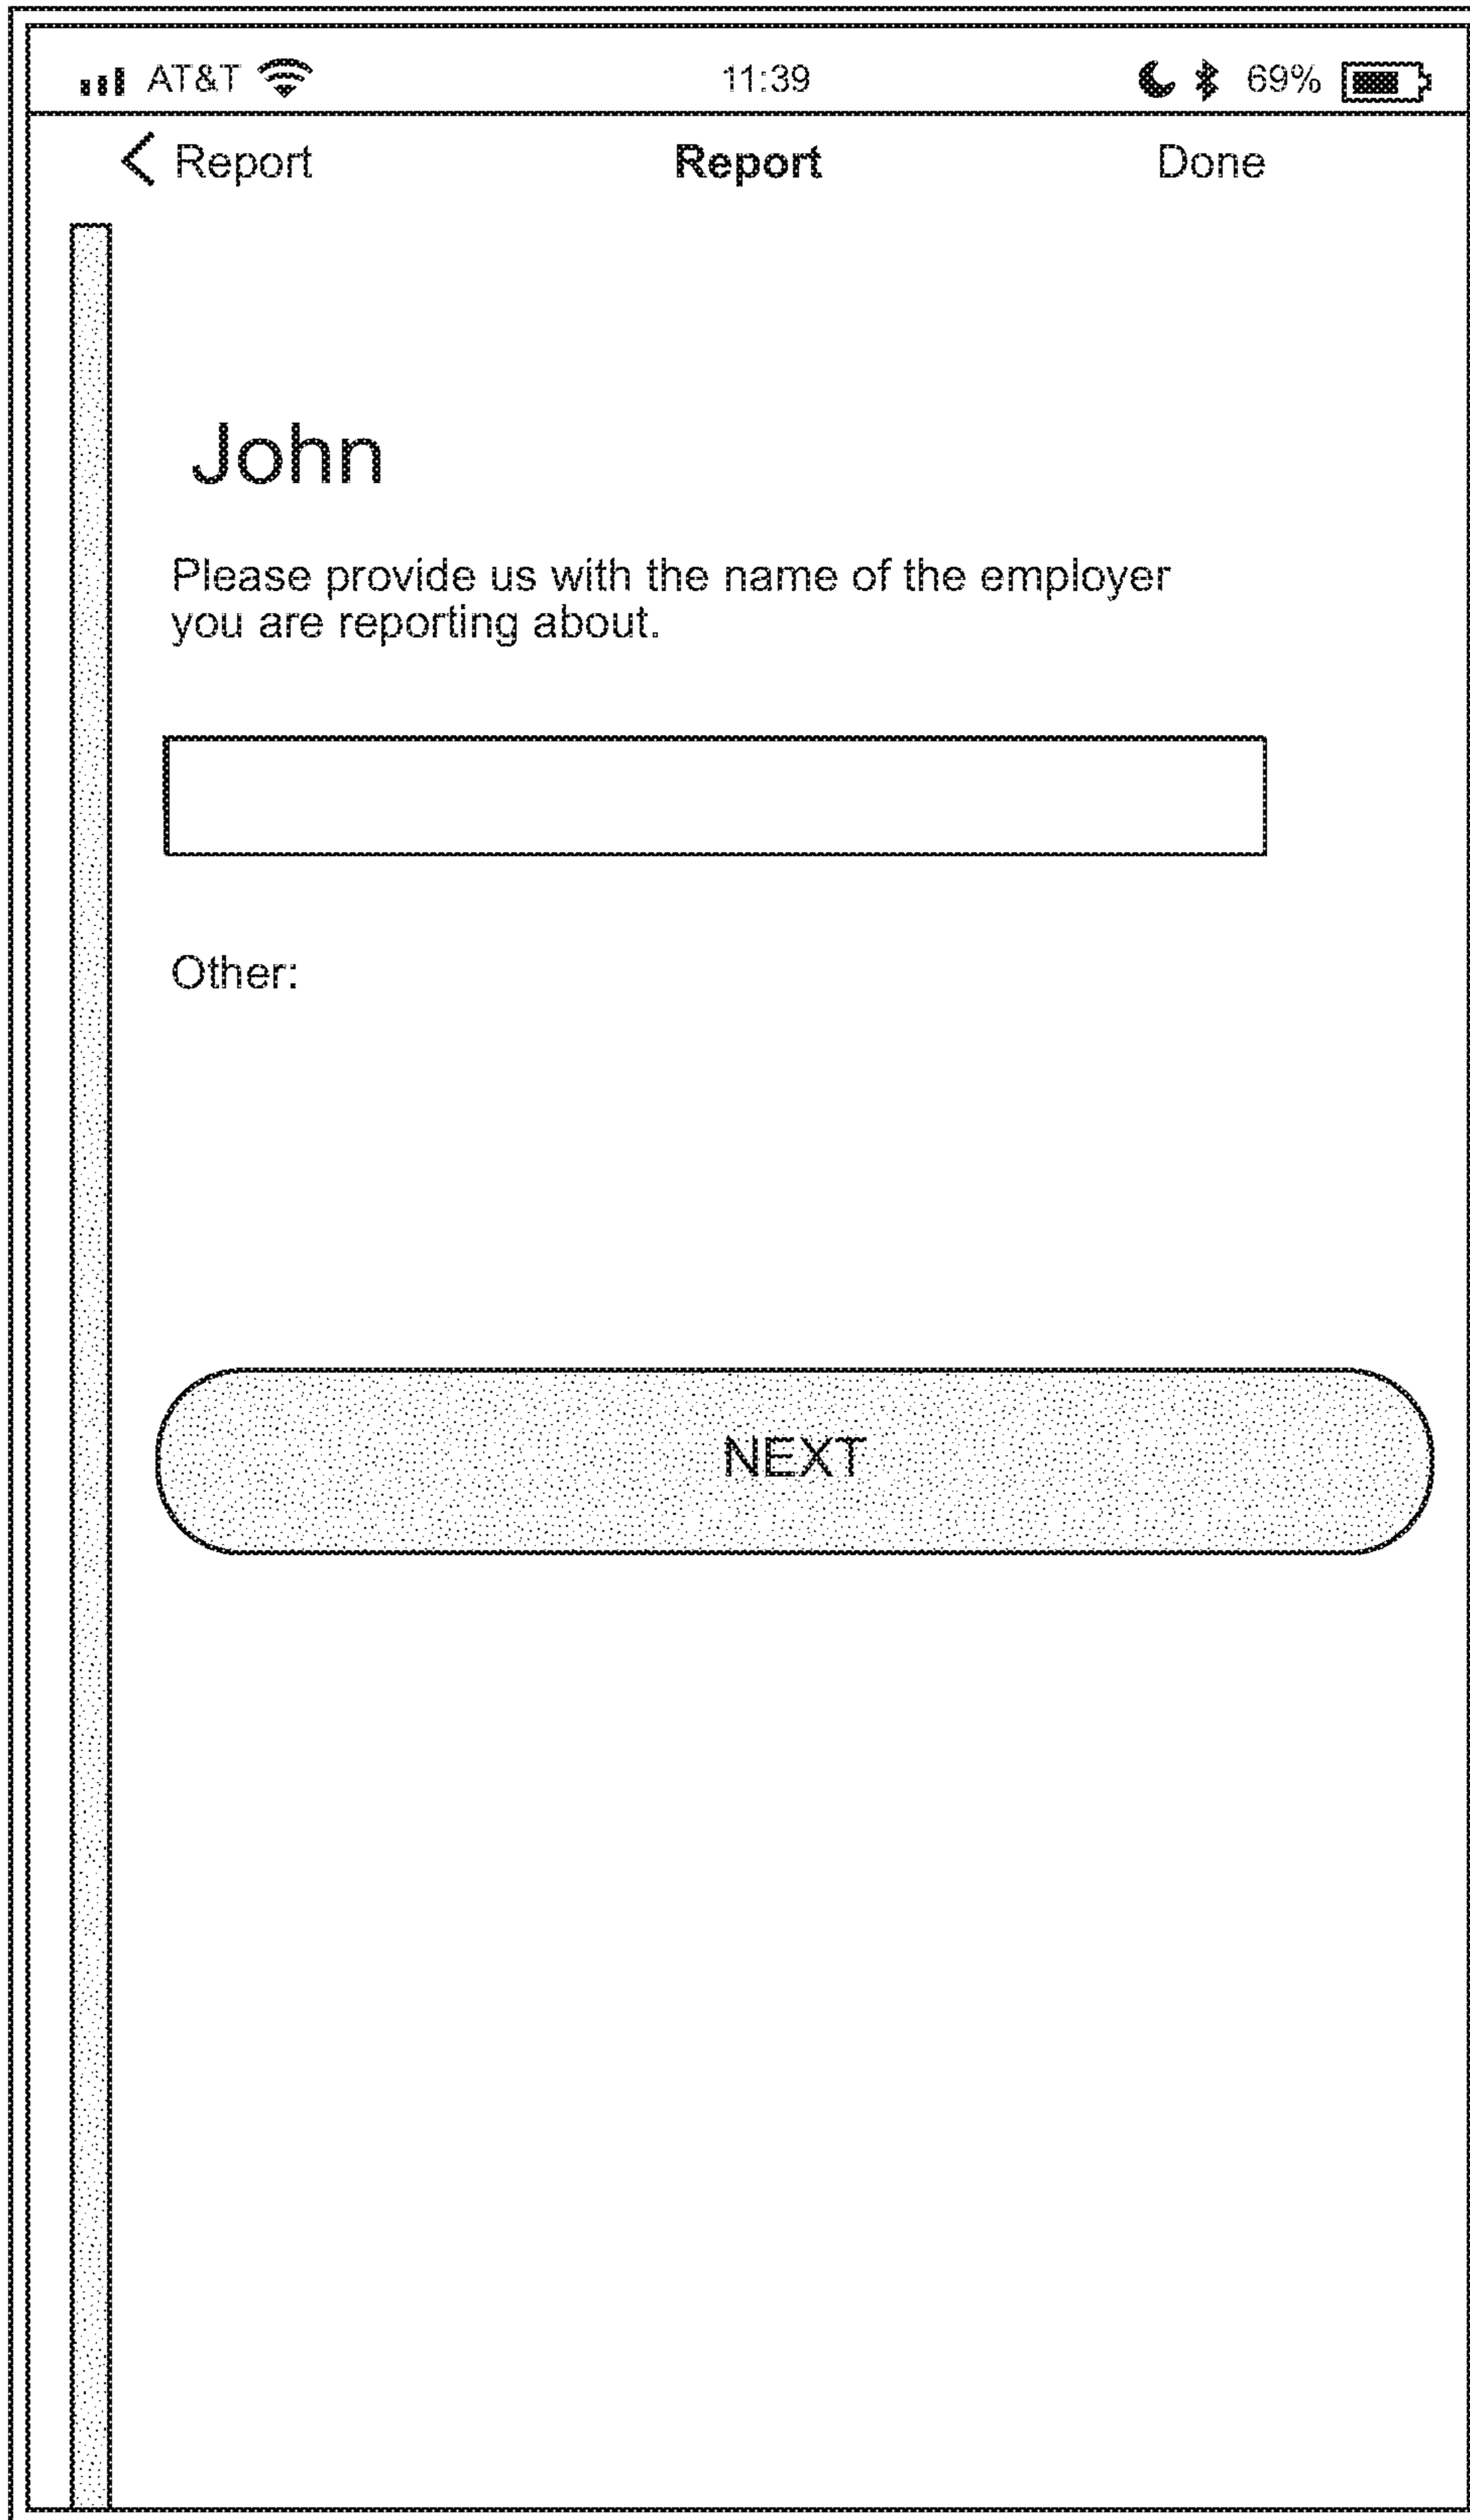 AT&T 11:39 69%
Report Report Done
John
Please provide us with the name of the employer
you are reporting about.
Other:
NEXT